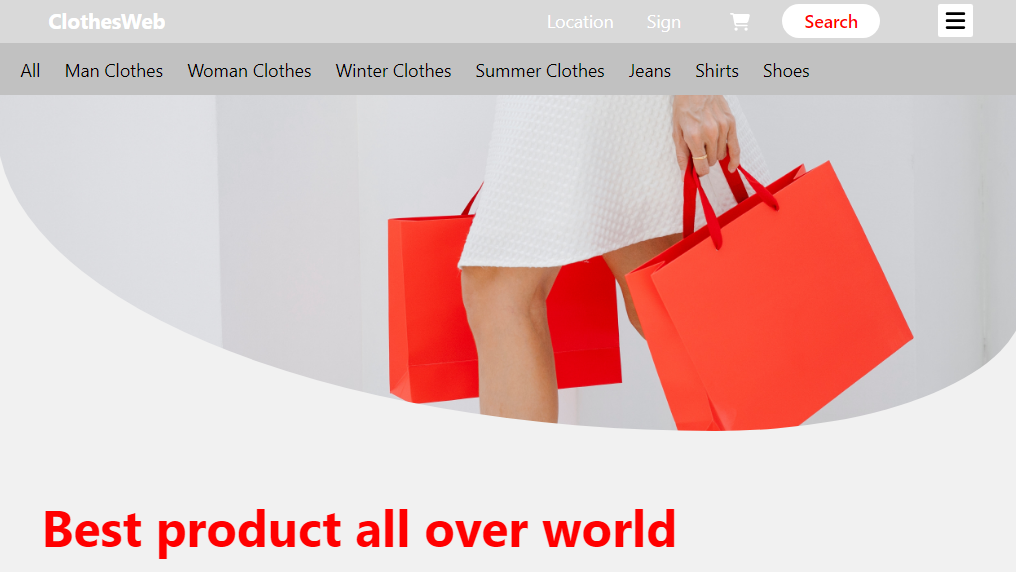 ClothesWeb Location Sign Search
All Man Clothes Woman Clothes Winter Clothes Summer Clothes Jeans Shirts Shoes
Best product all over world